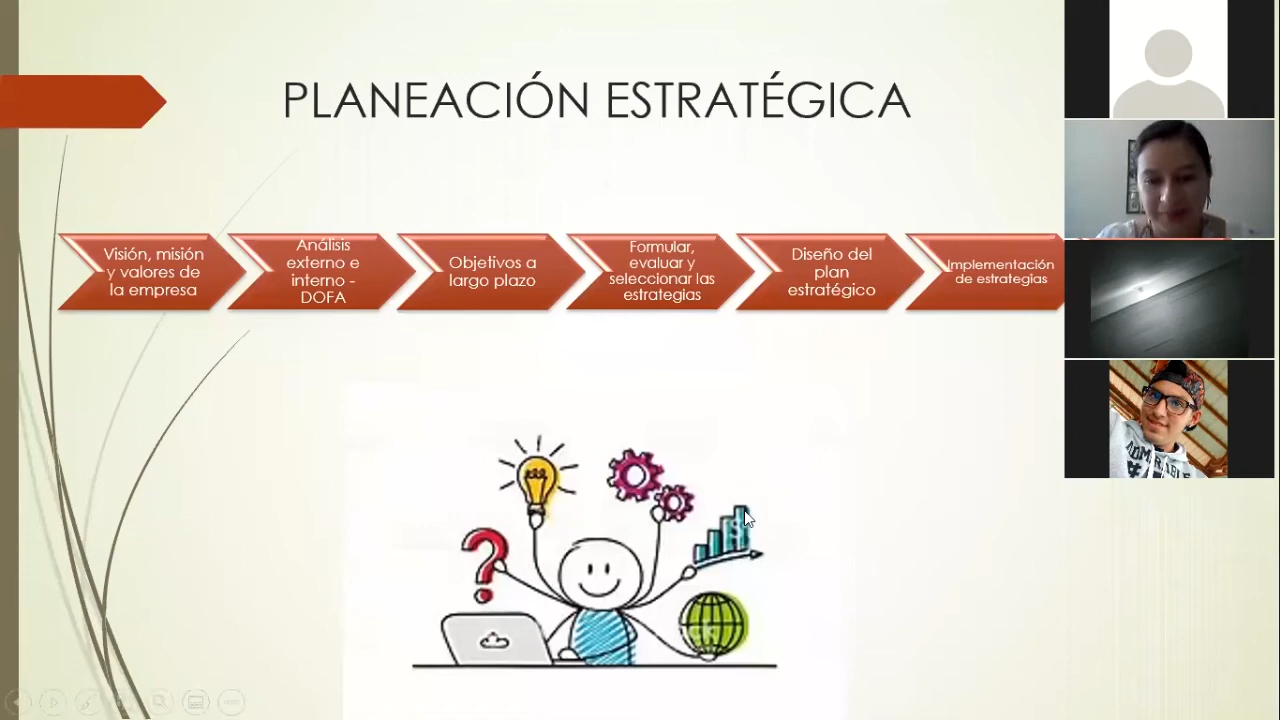 PLANEACIÓN ESTRATÉGICA
Visión, misión
y valores de
la empresa
Análisis
externo e
interno -
DOFA
Objetivos a
largo plazo
Formular,
evaluar y
seleccionar las
estrategias
Diseño del
plan
estratégico
Implementación
de estrategias